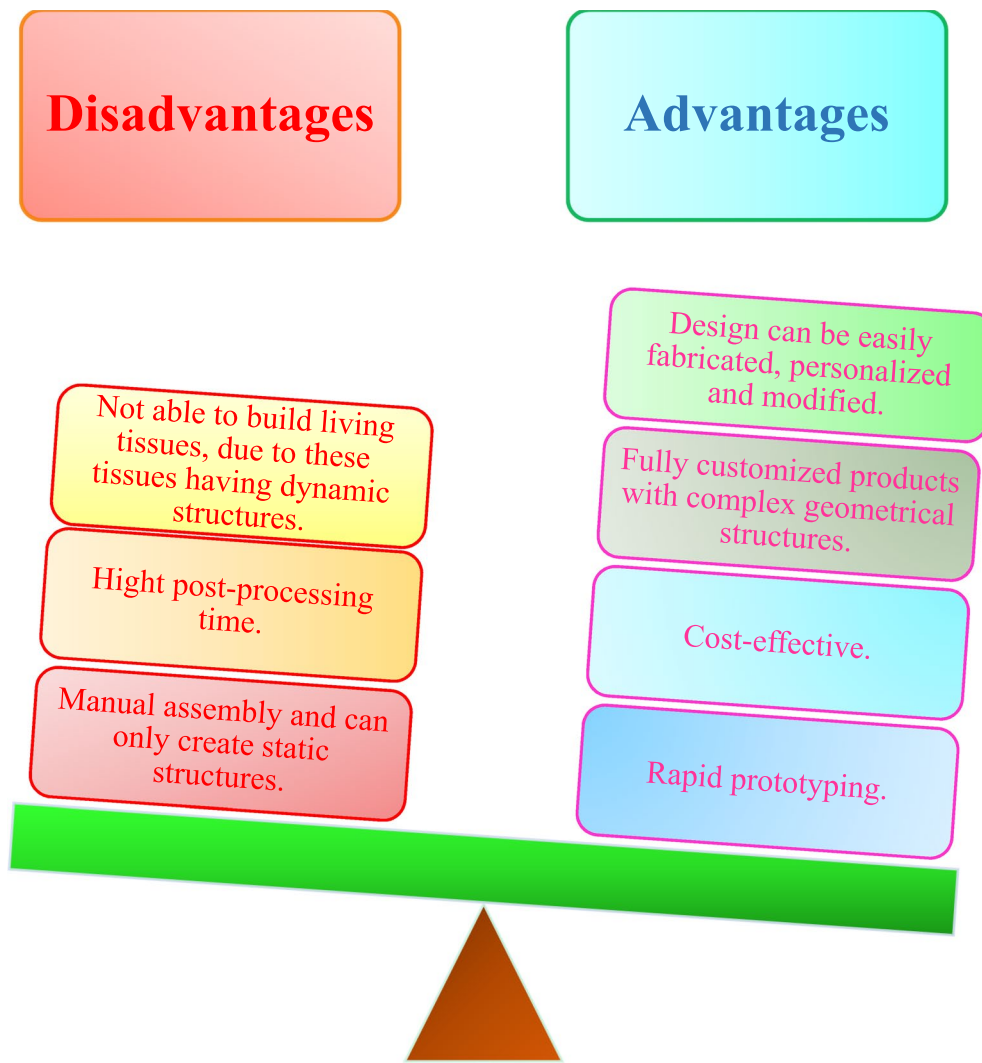 Disadvantages
Not able to build living
tissues, due to these
tissues having dynamic
structures.
Hight post-processing
time.
Manual assembly and can
only create static
structures.
Advantages
Design can be easily
fabricated, personalized
and modified.
Fully customized products
with complex geometrical
structures.
Cost-effective.
Rapid prototyping.